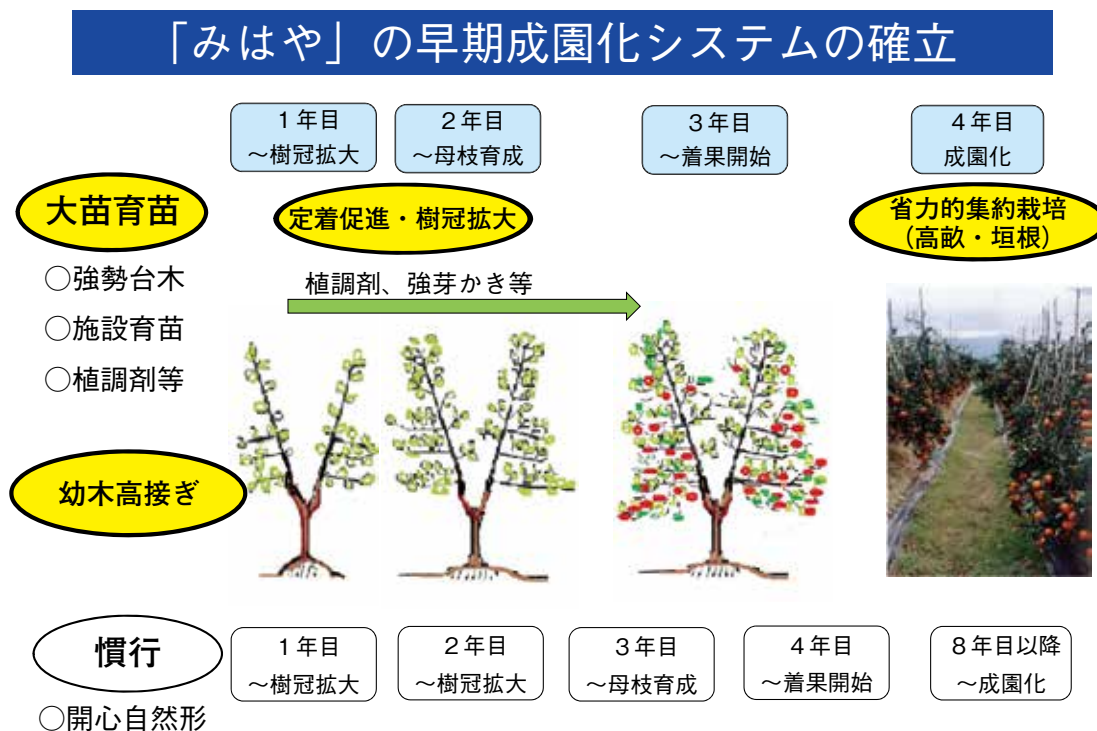 「みはや」の早期成園化システムの確立
１年目
～樹冠拡大
２年目
～母枝育成
３年目
～着果開始
４年目
成園化
大苗育苗
定着促進・樹冠拡大
省力的集約栽培
(高畝・垣根)
○強勢台木
○施設育苗
○植調剤等
植調剤、強芽かき等
幼木高接ぎ
慣行
１年目
～樹冠拡大
２年目
～樹冠拡大
３年目
～母枝育成
４年目
～着果開始
８年目以降
～成園化
○開心自然形